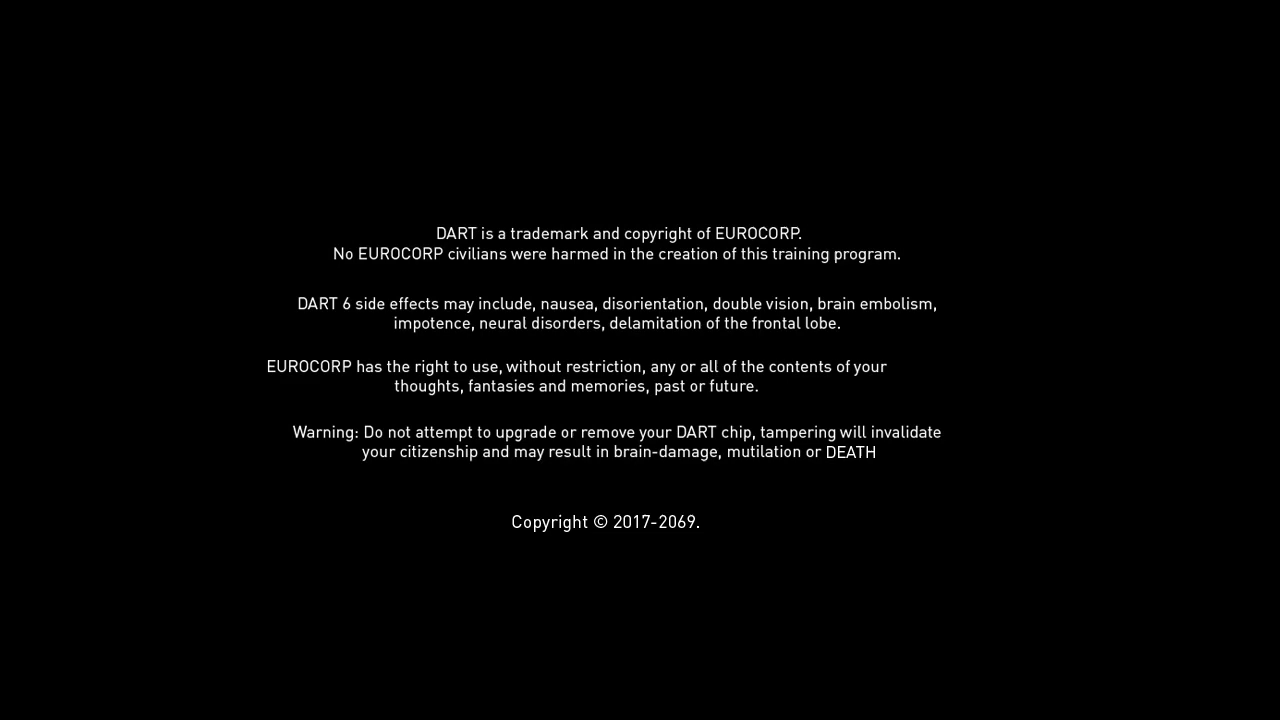 DART is a trademark and copyright of EUROCORP.
No EUROCORP civilians were harmed in the creation of this training program.
DART 6 side effects may include, nausea, disorientation, double vision, brain embolism,
impotence, neural disorders, delamitation of the frontal lobe.
EUROCORP has the right to use, without restriction, any or all of the contents of your
thoughts, fantasies and memories, past or future.
Warning: Do not attempt to upgrade or remove your DART chip, tampering will invalidate
your citizenship and may result in brain-damage, mutilation or DEATH
Copyright © 2017-2069.